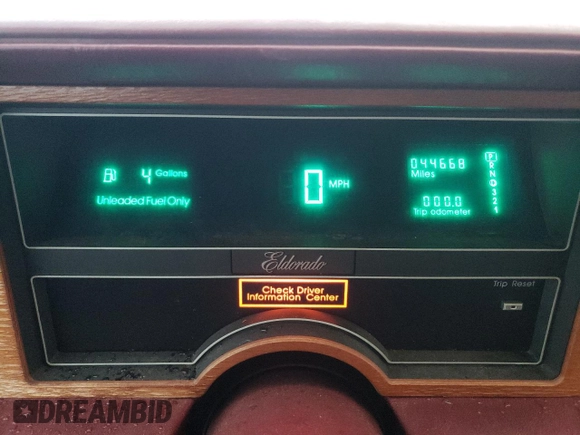 4 Gallons
Unleaded Fuel Only
0 MPH
044668
Miles
000.0
Trip odometer
P
R
N
D
3
2
1
Eldorado
Check Driver
Information Center
Trip Reset
DREAMBID